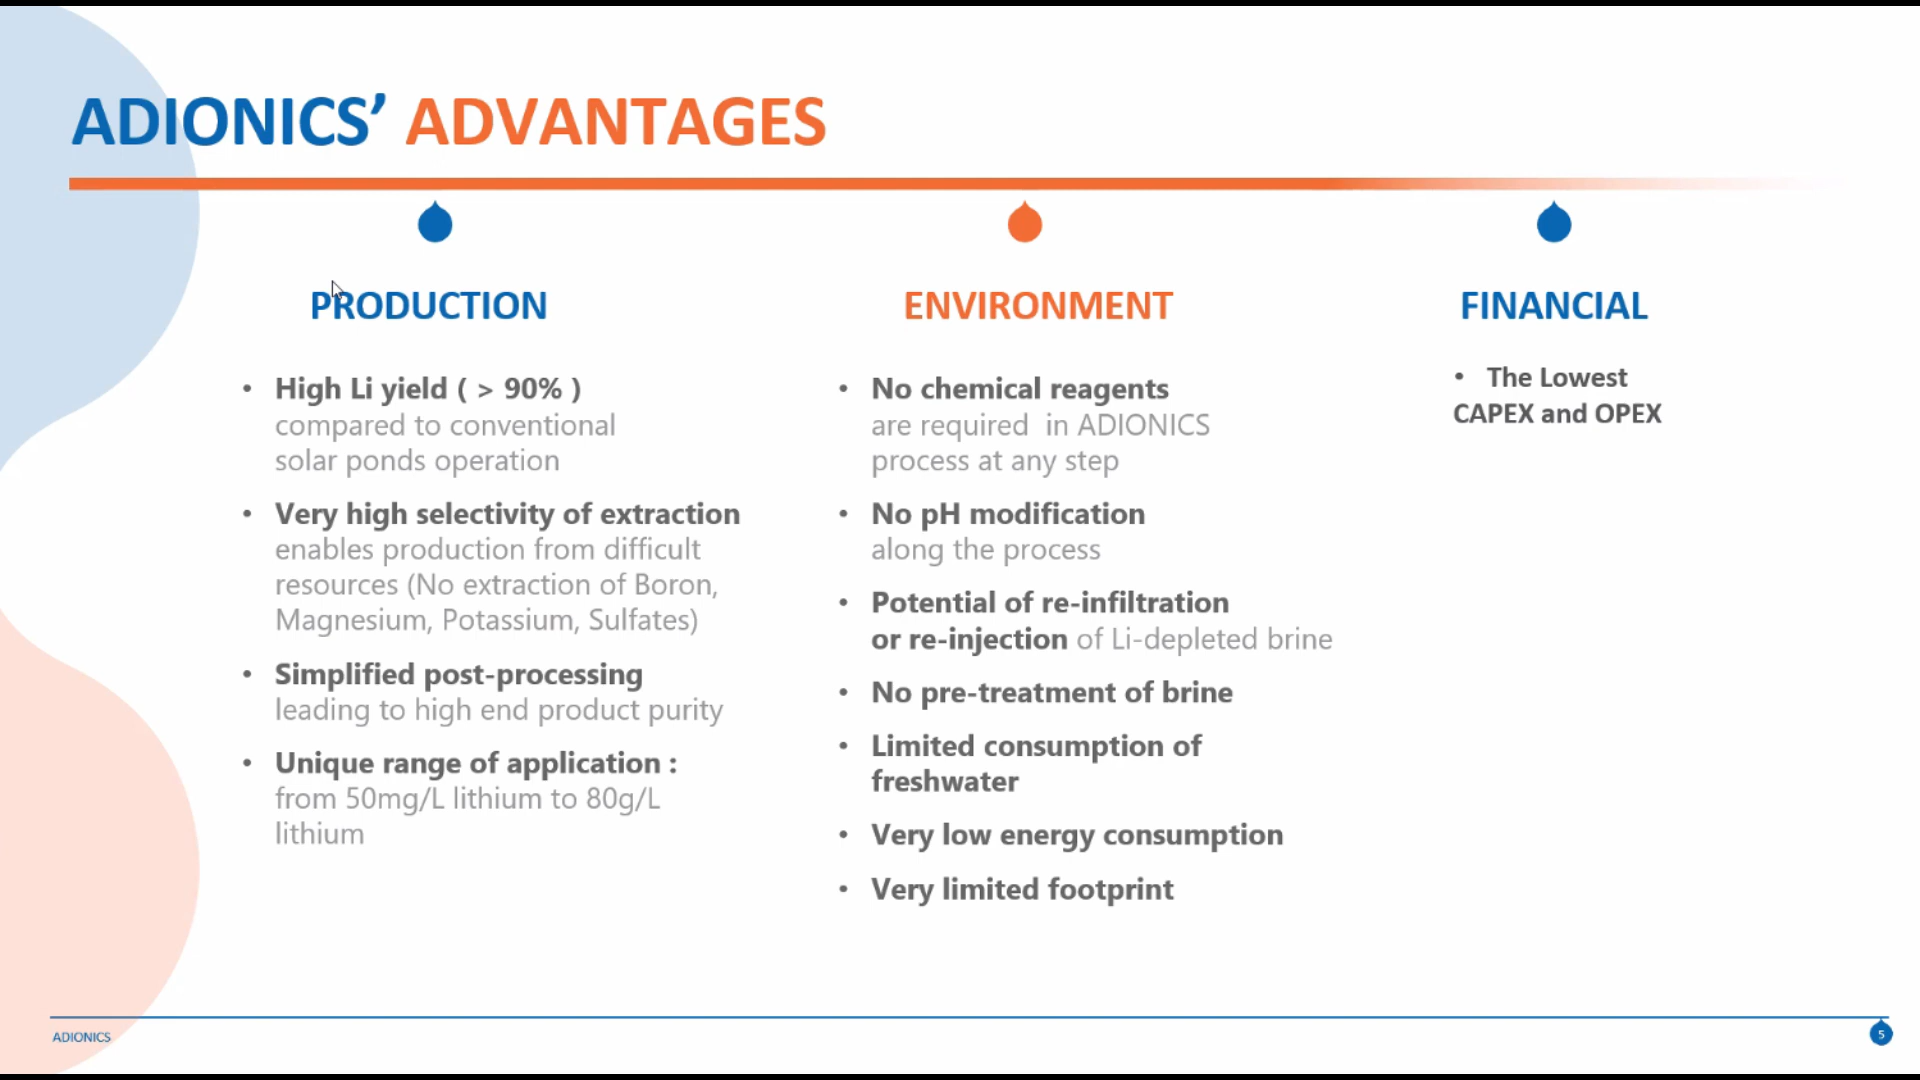 ADIONICS’ ADVANTAGES
PRODUCTION
• High Li yield ( > 90% )
compared to conventional
solar ponds operation
• Very high selectivity of extraction
enables production from difficult
resources (No extraction of Boron,
Magnesium, Potassium, Sulfates)
• Simplified post-processing
leading to high end product purity
• Unique range of application :
from 50mg/L lithium to 80g/L
lithium
ENVIRONMENT
• No chemical reagents
are required in ADIONICS
process at any step
• No pH modification
along the process
• Potential of re-infiltration
or re-injection of Li-depleted brine
• No pre-treatment of brine
• Limited consumption of
freshwater
• Very low energy consumption
• Very limited footprint
FINANCIAL
• The Lowest
CAPEX and OPEX
ADIONICS
5